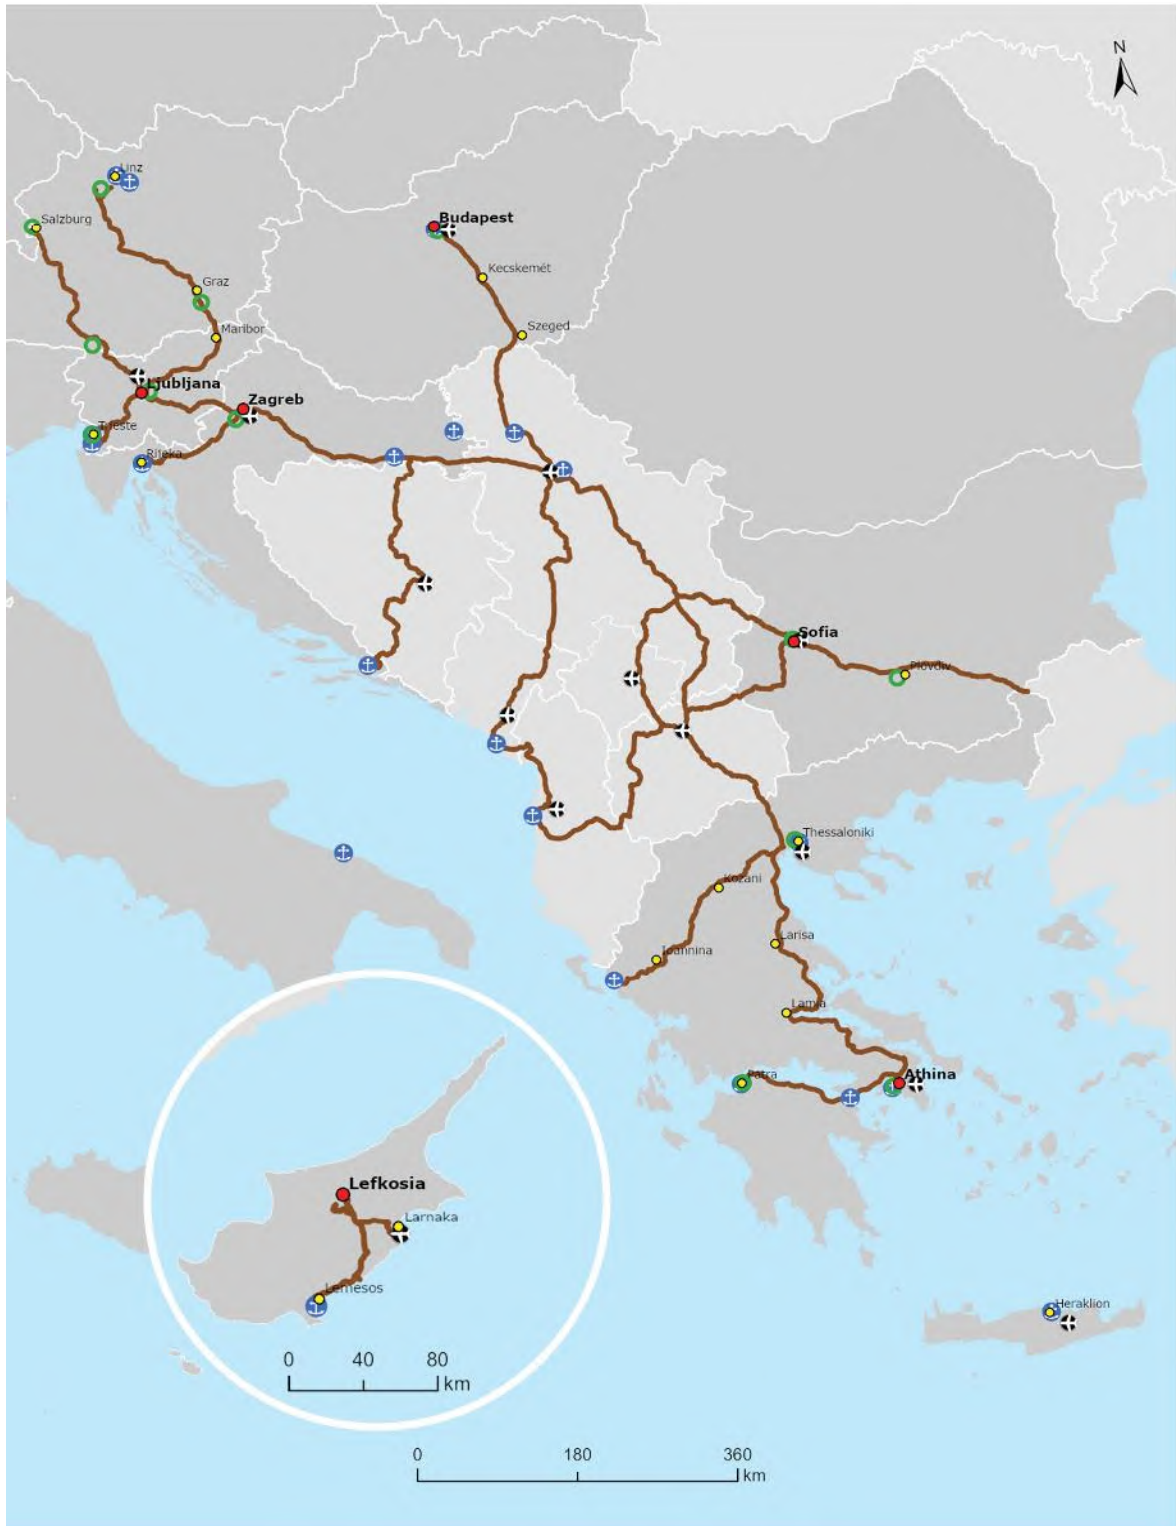 N
Linz
Salzburg
Budapest
Kecskemét
Graz
Szeged
Maribor
Ljubljana
Zagreb
Trieste
Rijeka
Sofia
Plovdiv
Thessaloniki
Kozani
Larisa
Ioannina
Lamia
Patra
Athina
Lefkosia
Larnaka
Lemesos
Heraklion
0 40 80
km
0 180 360
km